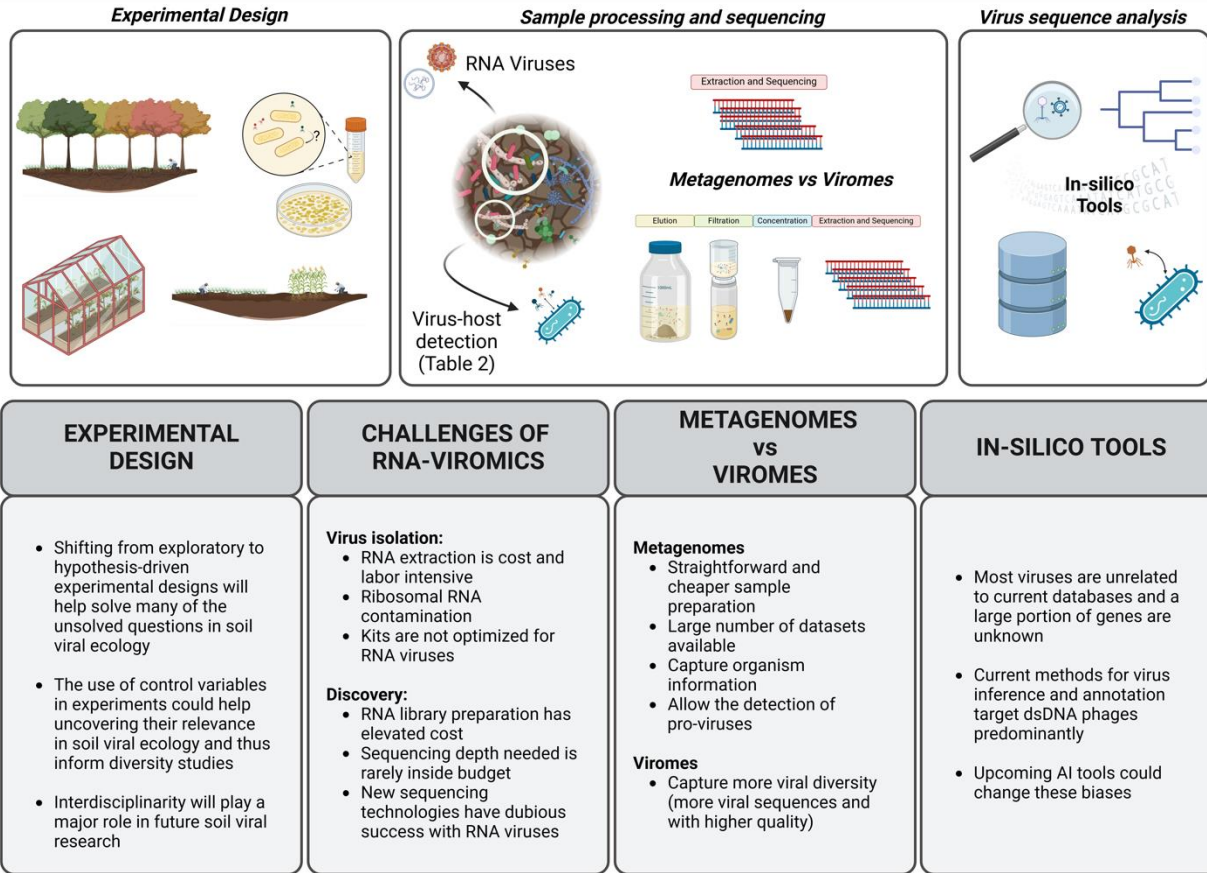 Experimental Design
Sample processing and sequencing
Virus sequence analysis
RNA Viruses
Virus-host
detection
(Table 2)
Extraction and Sequencing
Metagenomes vs Viromes
Elution
Filtration
Concentration
Extraction and Sequencing
In-silico
Tools
EXPERIMENTAL
DESIGN
• Shifting from exploratory to
hypothesis-driven
experimental designs will
help solve many of the
unsolved questions in soil
viral ecology
• The use of control variables
in experiments could help
uncovering their relevance
in soil viral ecology and thus
inform diversity studies
• Interdisciplinarity will play a
major role in future soil viral
research
CHALLENGES OF
RNA-VIROMICS
Virus isolation:
• RNA extraction is cost and
labor intensive
• Ribosomal RNA
contamination
• Kits are not optimized for
RNA viruses
Discovery:
• RNA library preparation has
elevated cost
• Sequencing depth needed is
rarely inside budget
• New sequencing
technologies have dubious
success with RNA viruses
METAGENOMES
vs
VIROMES
Metagenomes
• Straightforward and
cheaper sample
preparation
• Large number of datasets
available
• Capture organism
information
• Allow the detection of
pro-viruses
Viromes
• Capture more viral diversity
(more viral sequences and
with higher quality)
IN-SILICO TOOLS
• Most viruses are unrelated
to current databases and a
large portion of genes are
unknown
• Current methods for virus
inference and annotation
target dsDNA phages
predominantly
• Upcoming AI tools could
change these biases